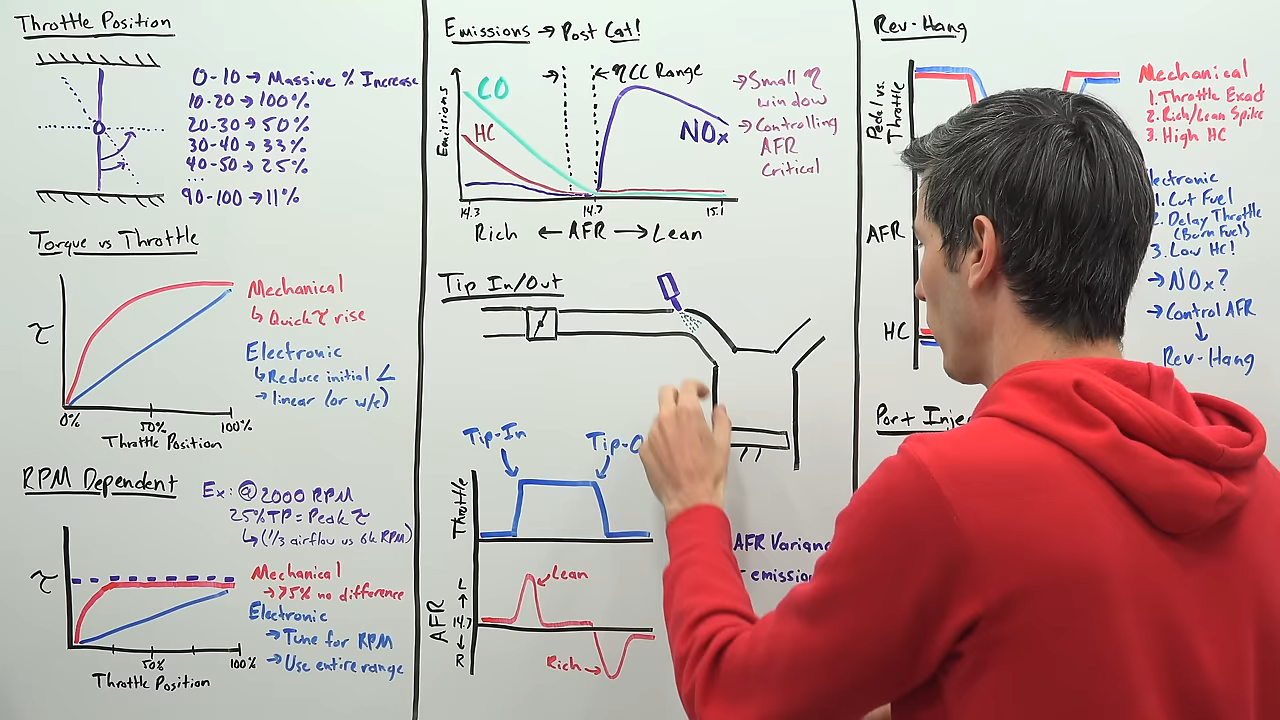 Throttle Position
0-10 → Massive % Increase
10-20 → 100%
20-30 → 50%
30-40 → 33%
40-50 → 25%
...
90-100 → 11%
Torque vs Throttle
τ
0%
50%
100%
Throttle Position
Mechanical
↳ Quick τ rise
Electronic
↳ Reduce initial ∠
→ linear (or w/e)
RPM Dependent
Ex: @ 2000 RPM
25% TP = Peak τ
↳ (1/3 airflow vs 6k RPM)
τ
50%
100%
Throttle Position
Mechanical
→ >75% no difference
Electronic
→ Tune for RPM
→ Use entire range
Emissions → Post Cat!
Emissions
CO
HC
→ ← ηCC Range
NOx
14.3
14.7
15.1
Rich ← AFR → Lean
→ Small η
window
→ Controlling
AFR
Critical
Tip In/Out
Tip-In
Tip-O
Throttle
AFR
L
↑
14.7
↓
R
Lean
Rich
AFR Varianc
emission
Rev-Hang
Pedal vs.
Throttle
AFR
HC
Mechanical
1. Throttle Exact
2. Rich/Lean Spike
3. High HC
lectronic
1. Cut Fuel
2. Delay Throttle
(Burn Fuel)
3. Low HC!
→ NOx?
→ Control AFR
↓
Rev-Hang
Port Injec